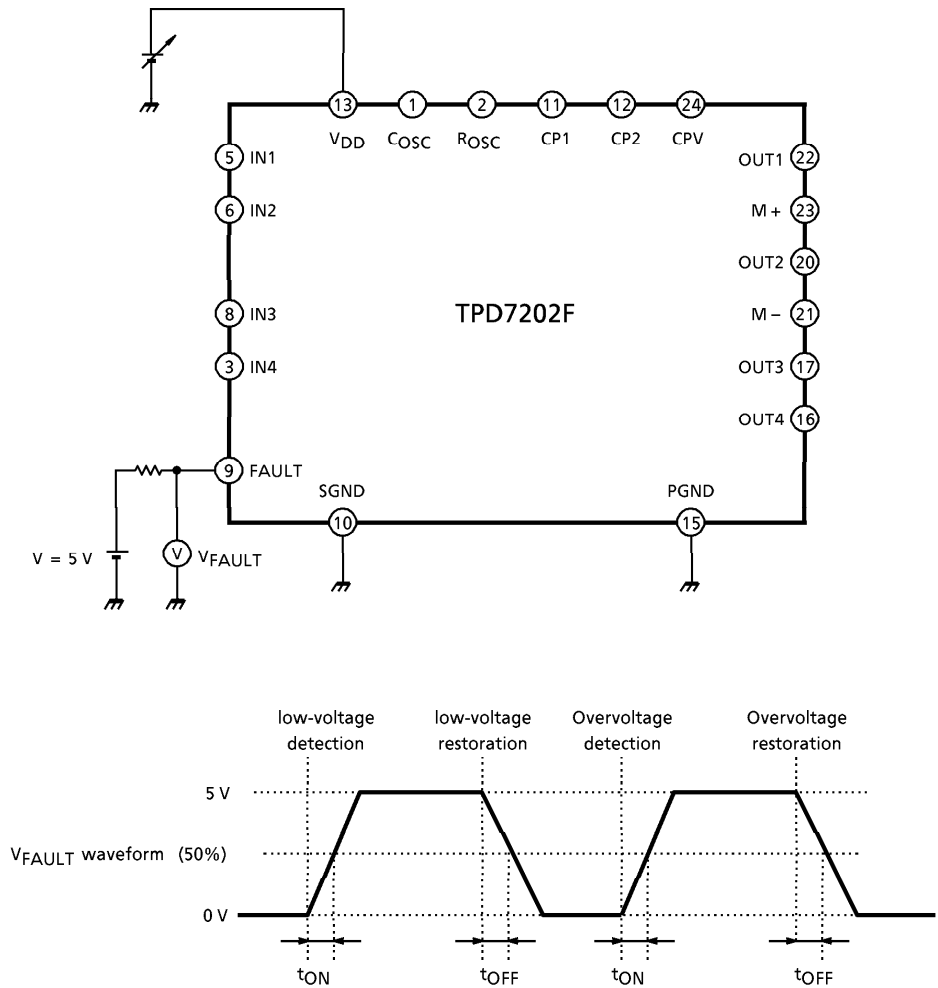 13 1 2 11 12 24
VDD COSC ROSC CP1 CP2 CPV
5 IN1
OUT1 22
6 IN2
M + 23
OUT2 20
8 IN3
TPD7202F
M − 21
3 IN4
OUT3 17
OUT4 16
9 FAULT
SGND
PGND
10
15
V = 5 V
V VFAULT
low-voltage
detection
low-voltage
restoration
Overvoltage
detection
Overvoltage
restoration
5 V
VFAULT waveform (50%)
0 V
tON tOFF tON tOFF